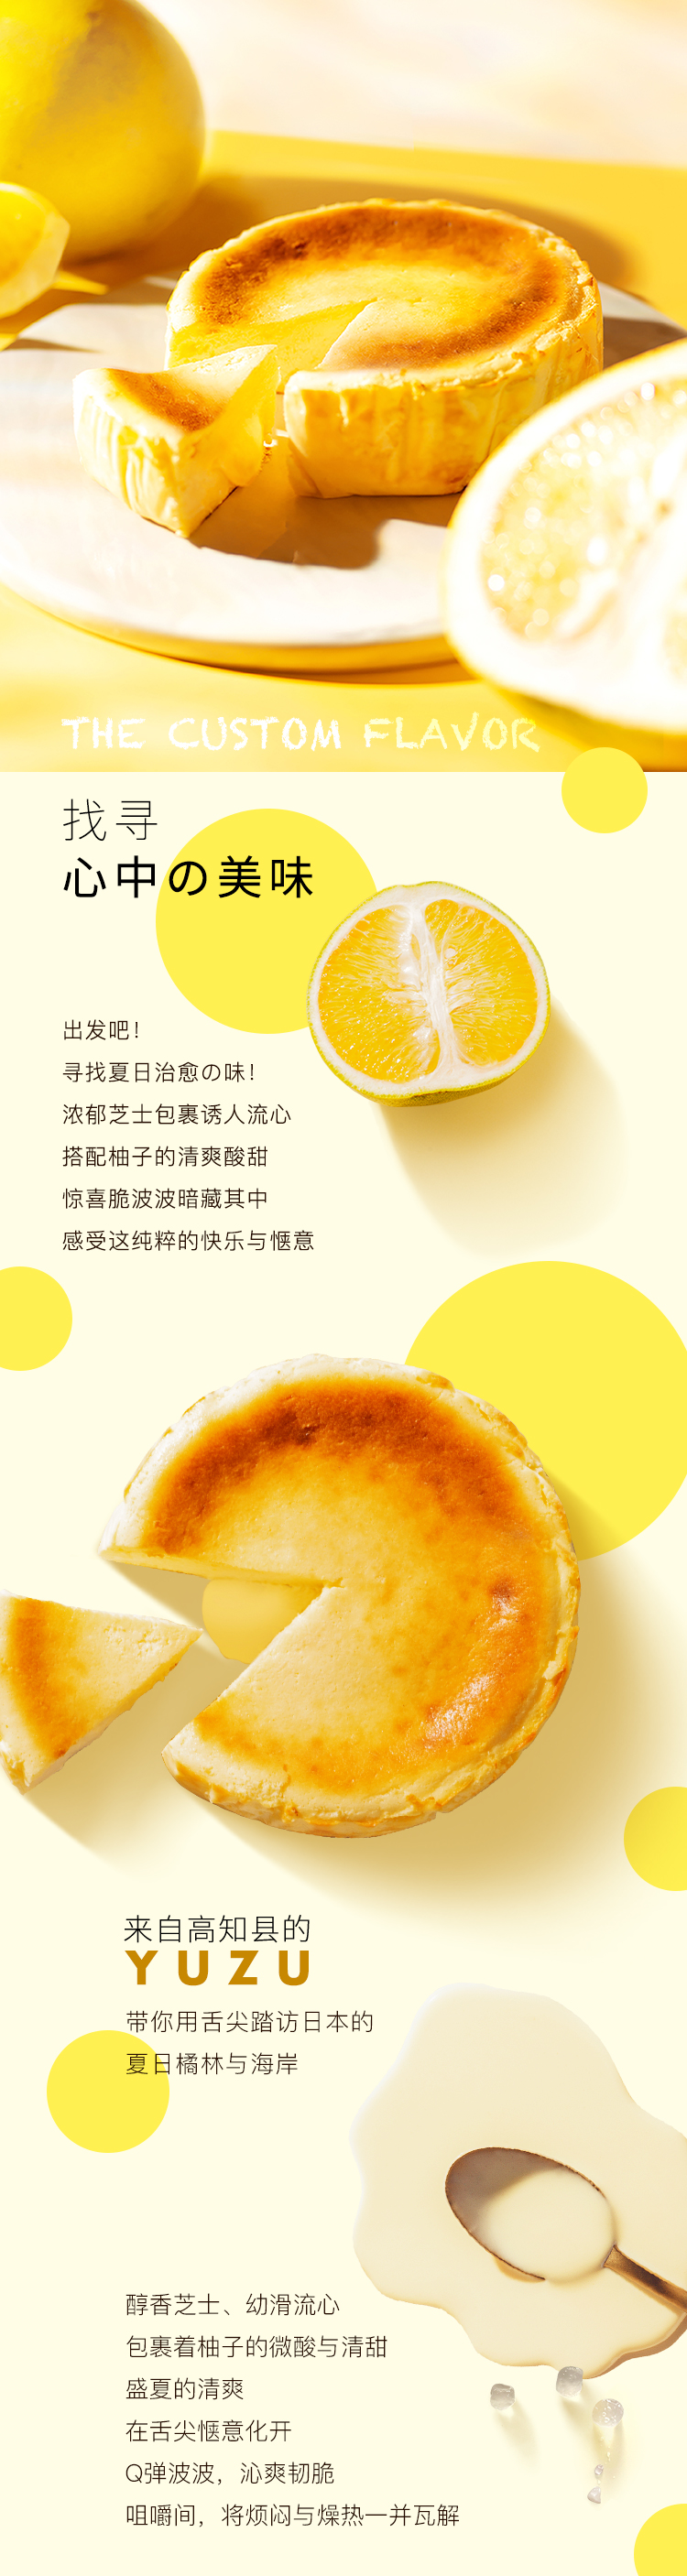 THE CUSTOM FLAVOR
找寻
心中の美味
出发吧！
寻找夏日治愈の味！
浓郁芝士包裹诱人流心
搭配柚子的清爽酸甜
惊喜脆波波暗藏其中
感受这纯粹的快乐与惬意
来自高知县的
YUZU
带你用舌尖踏访日本的
夏日橘林与海岸
醇香芝士、幼滑流心
包裹着柚子的微酸与清甜
盛夏的清爽
在舌尖惬意化开
Q弹波波，沁爽韧脆
咀嚼间，将烦闷与燥热一并瓦解